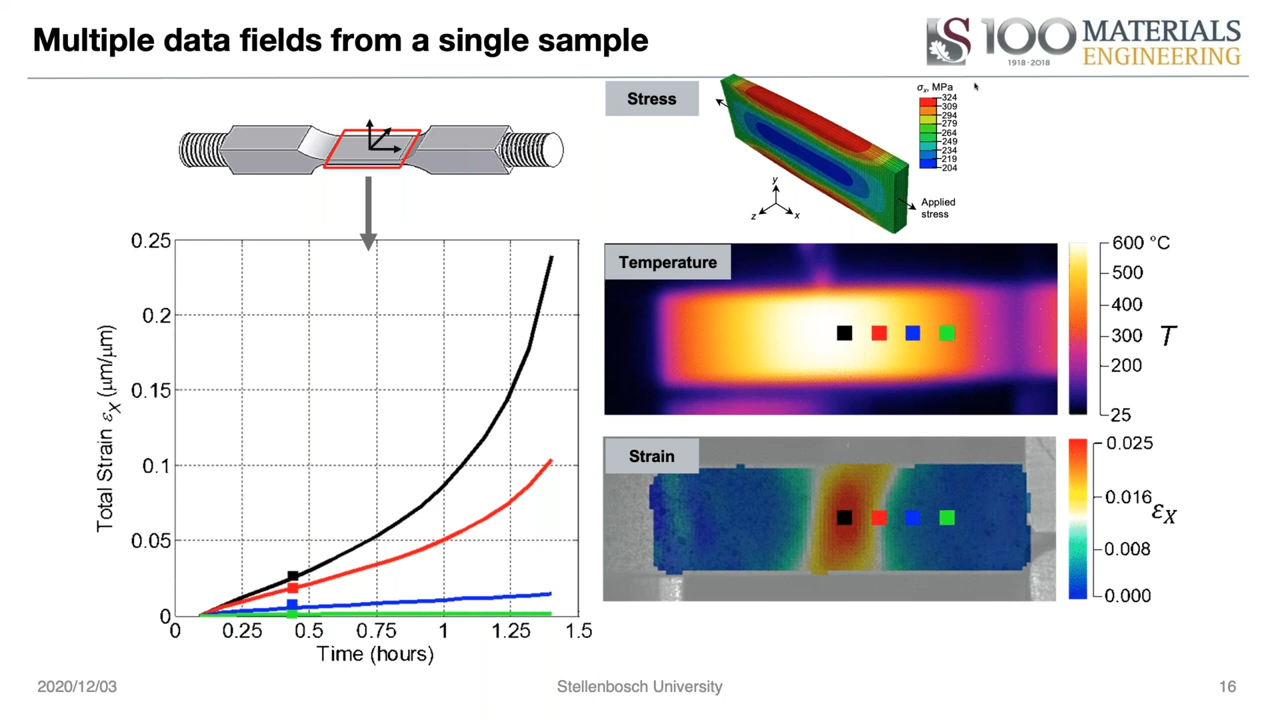 Multiple data fields from a single sample
S 100 MATERIALS
1918·2018 ENGINEERING
Stress
σx, MPa
324
309
294
279
264
249
234
219
204
y
z
x
Applied
stress
Temperature
600 °C
500
400
300
200
25
T
Strain
0.025
0.016
0.008
0.000
εX
Total Strain εX (μm/μm)
0.25
0.2
0.15
0.1
0.05
0
0 0.25 0.5 0.75 1 1.25 1.5
Time (hours)
2020/12/03 Stellenbosch University 16